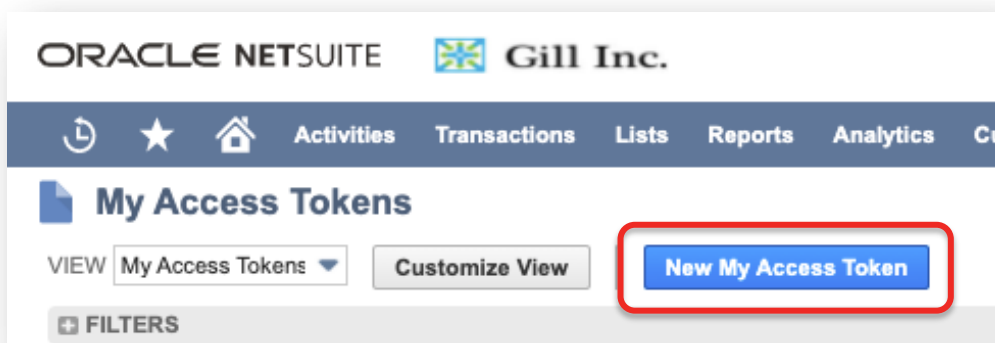 ORACLE NETSUITE Gill Inc.
Activities Transactions Lists Reports Analytics
My Access Tokens
VIEW My Access Tokens Customize View New My Access Token
FILTERS